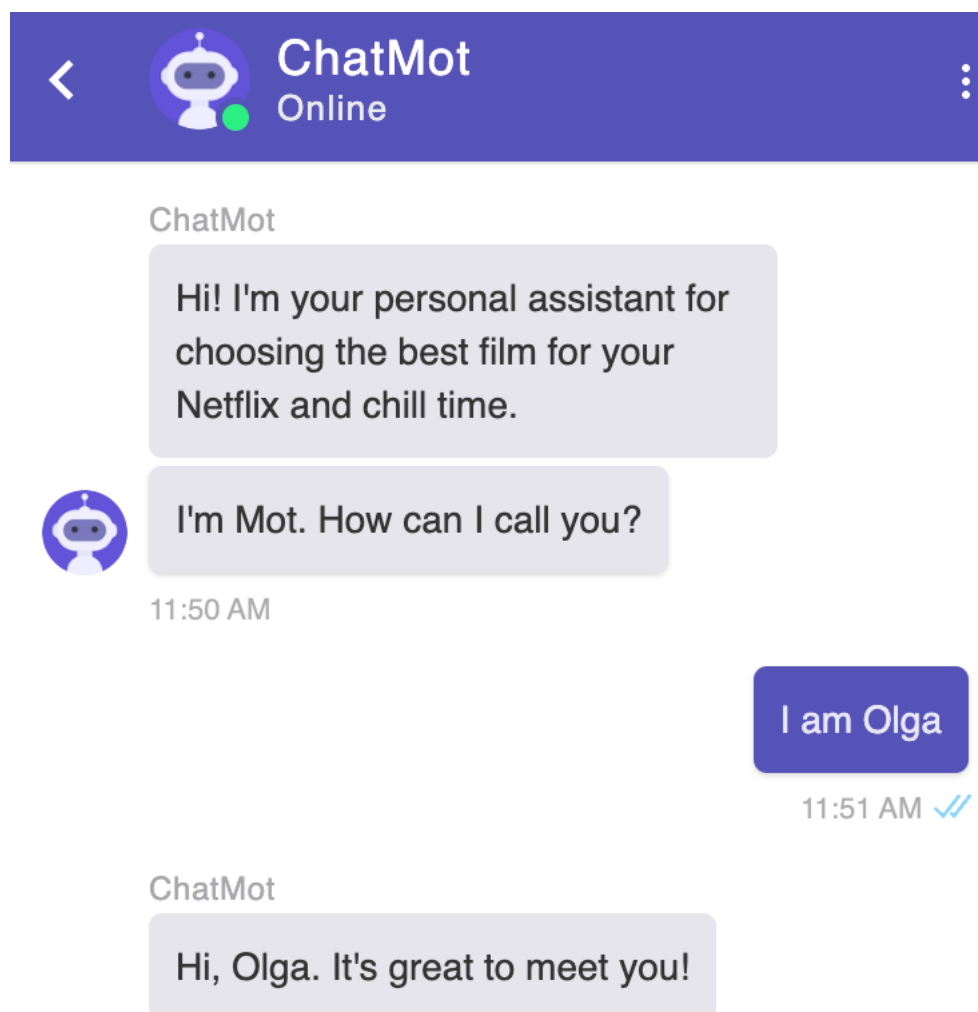 ChatMot
Online
ChatMot
Hi! I'm your personal assistant for
choosing the best film for your
Netflix and chill time.
I'm Mot. How can I call you?
11:50 AM
I am Olga
11:51 AM
ChatMot
Hi, Olga. It's great to meet you!